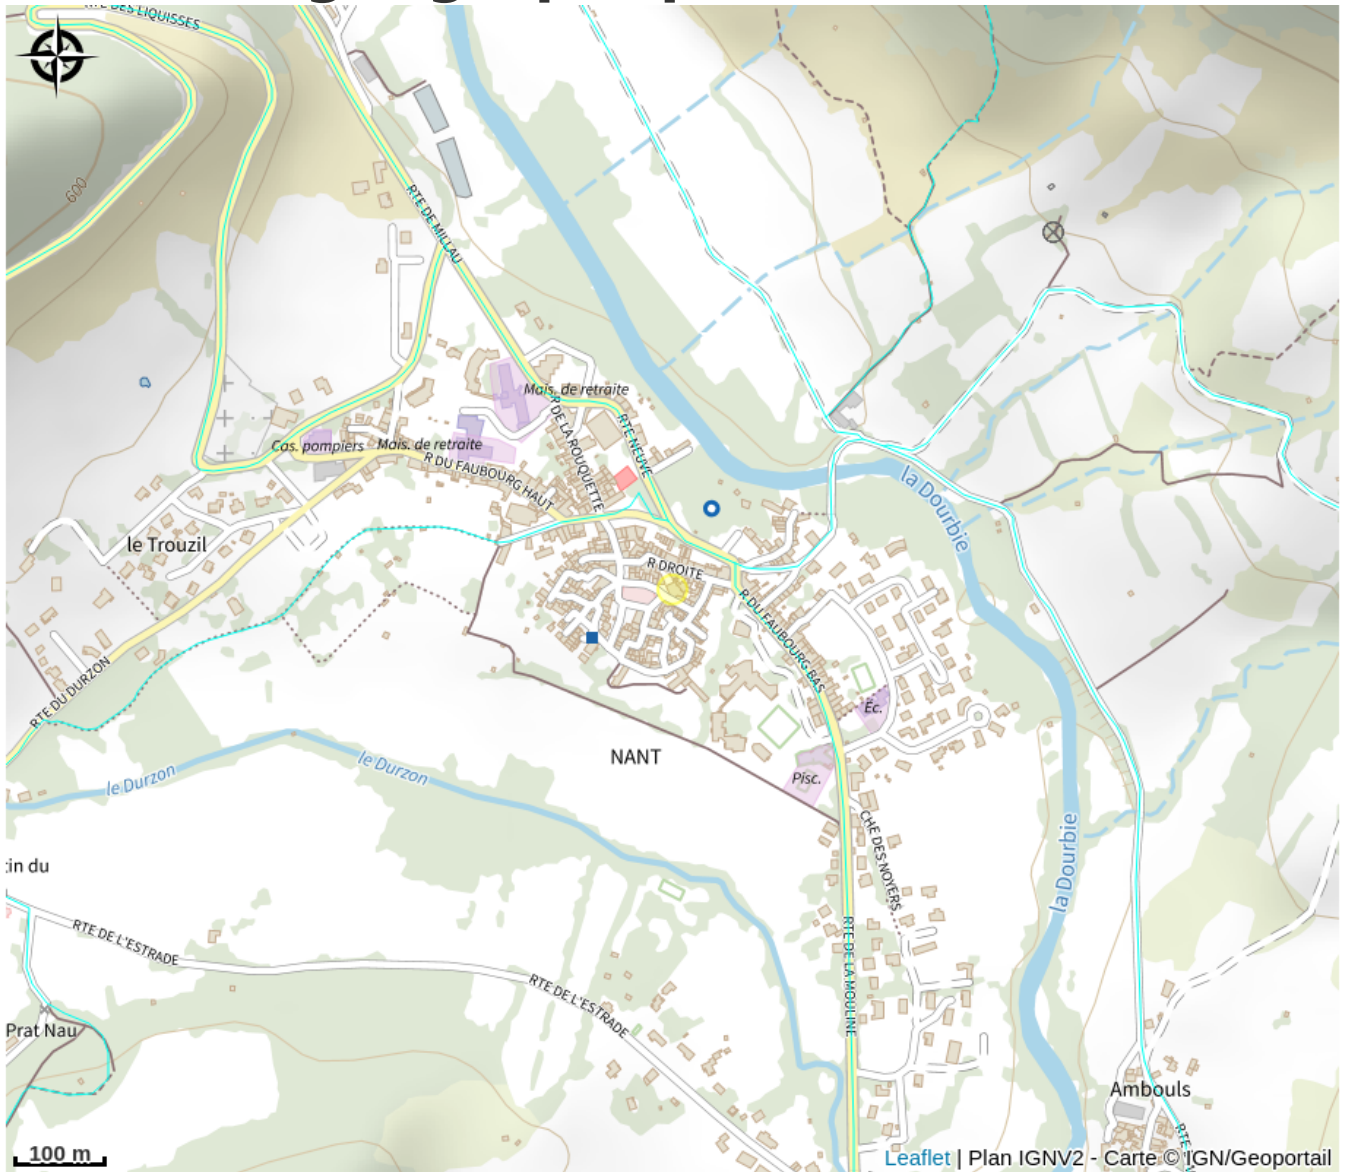 RTE DES LIQUISSES
600
RTE DE MILLAU
Mais. de retraite
R DE LA ROUQUETTE
RTE NEUVE
Cas. pompiers
Mais. de retraite
R DU FAUBOURG HAUT
la Dourbie
le Trouzil
R DROITE
R DU FAUBOURG BAS
RTE DU DURZON
Éc.
NANT
le Durzon
le Durzon
Pisc.
CHE DES NOYERS
la Dourbie
tin du
RTE DE L'ESTRADE
RTE DE L'ESTRADE
RTE DE LA MOULINE
Prat Nau
Ambouls
RTE
100 m
Leaflet | Plan IGNV2 - Carte © IGN/Geoportail